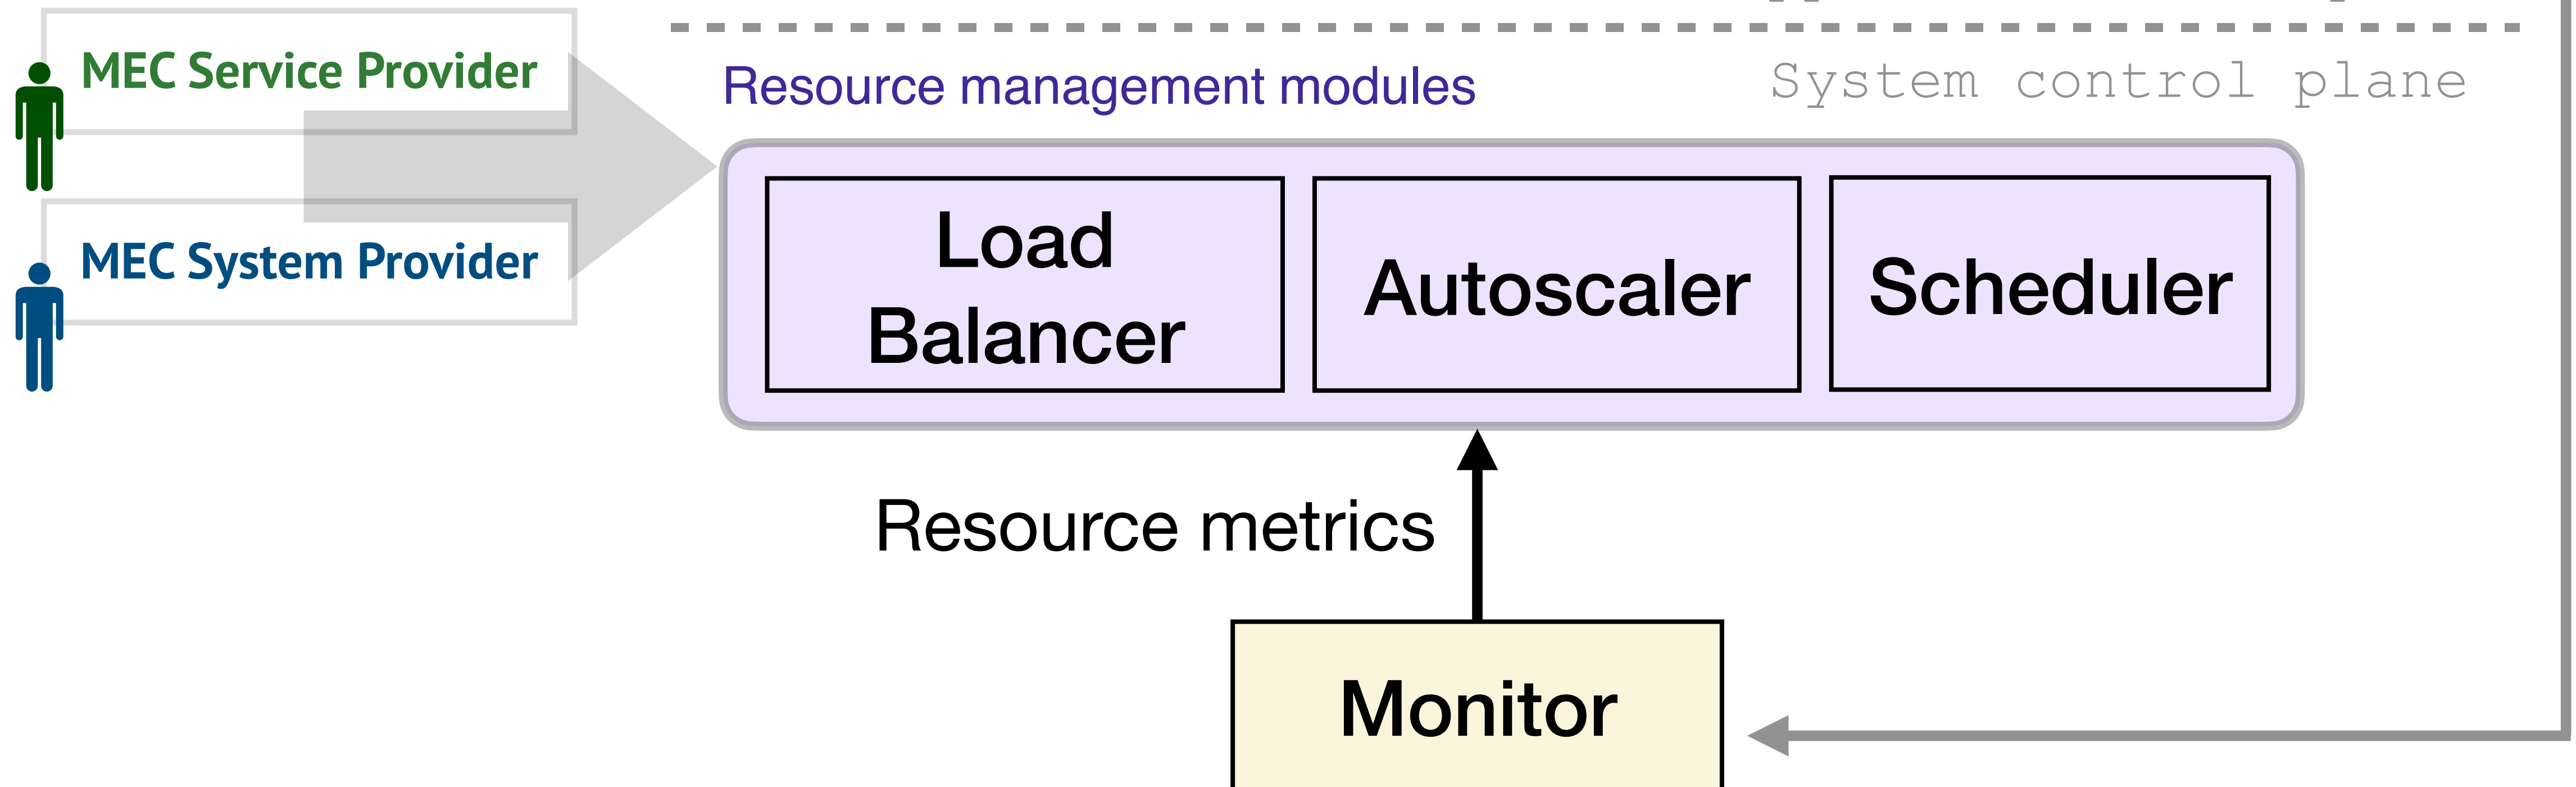 MEC Service Provider
MEC System Provider
Resource management modules
System control plane
Load
Balancer
Autoscaler
Scheduler
Resource metrics
Monitor